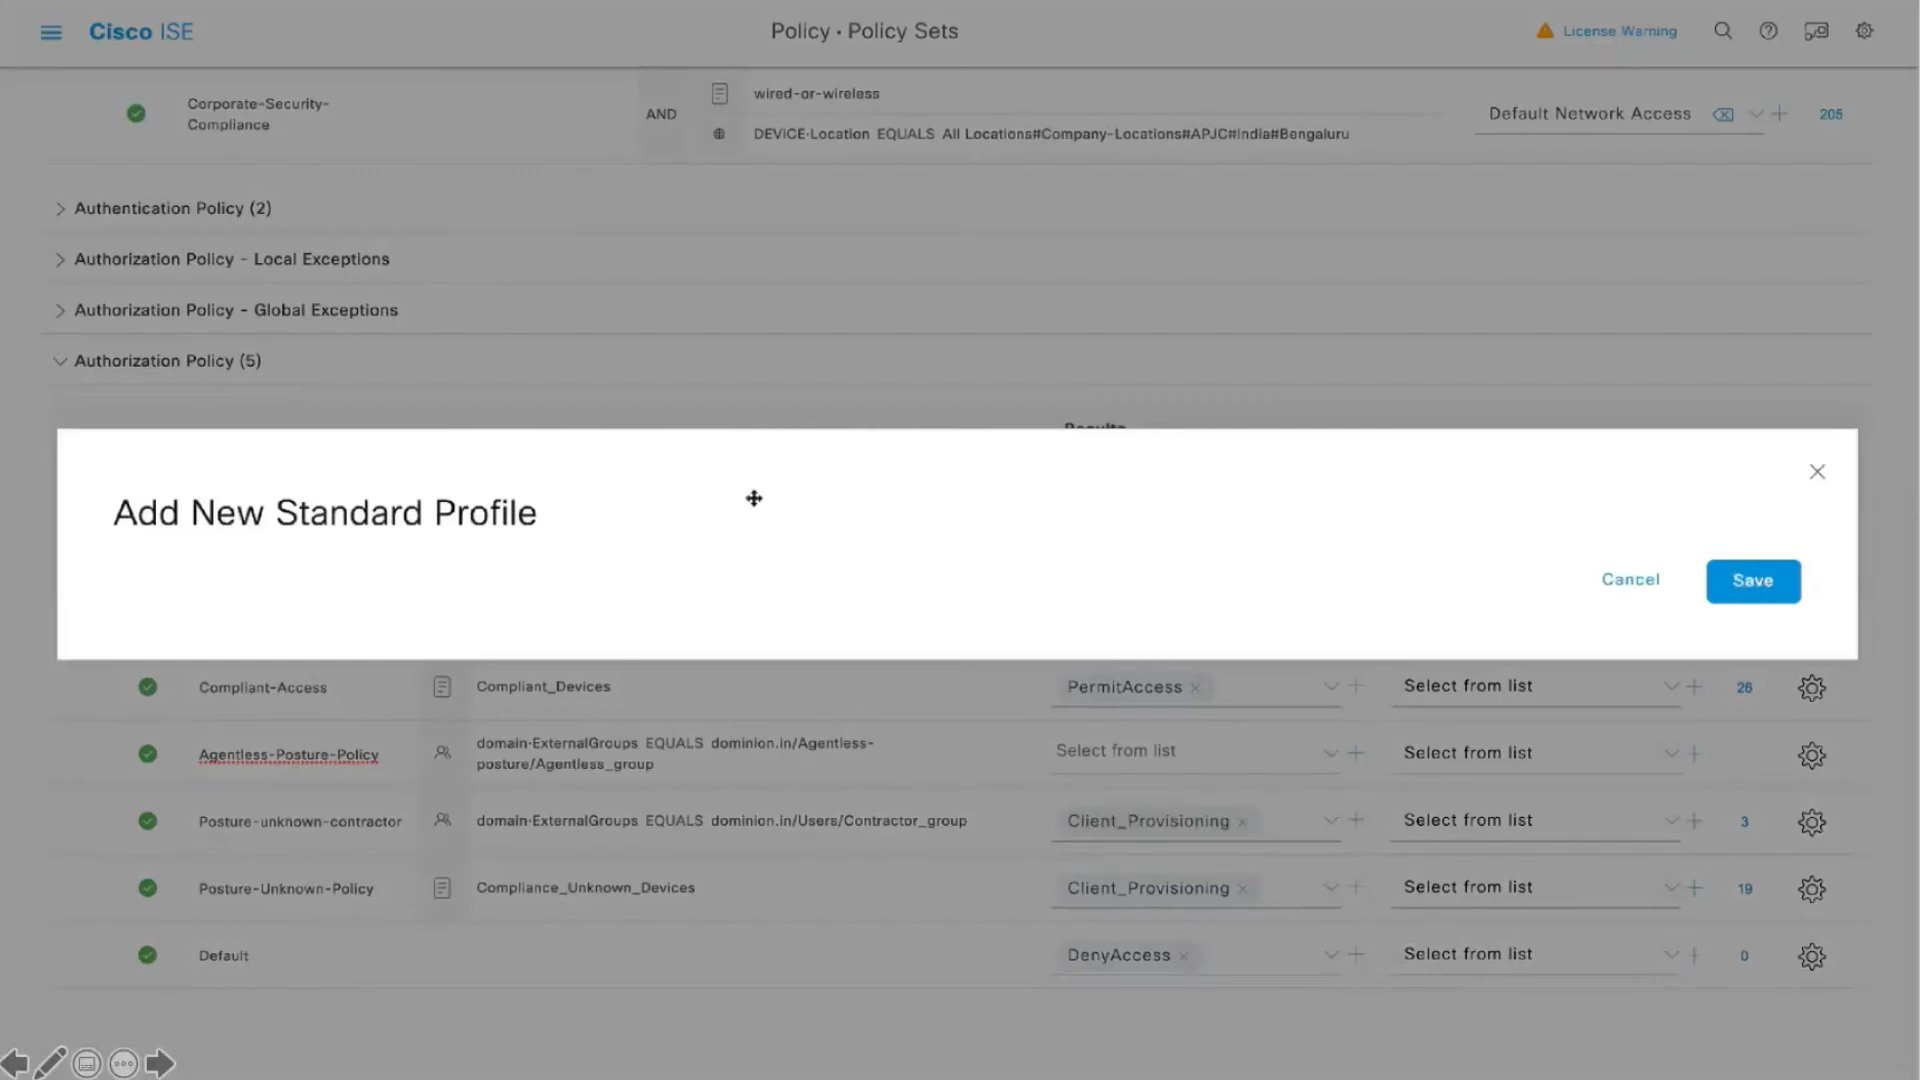 Cisco ISE
Policy · Policy Sets
License Warning
Corporate-Security-
Compliance
AND
wired-or-wireless
DEVICE·Location EQUALS All Locations#Company-Locations#APJC#India#Bengaluru
Default Network Access
205
Authentication Policy (2)
Authorization Policy - Local Exceptions
Authorization Policy - Global Exceptions
Authorization Policy (5)
Results
Add New Standard Profile
Cancel
Save
Compliant-Access
Compliant_Devices
PermitAccess
Select from list
26
Agentless-Posture-Policy
domain·ExternalGroups EQUALS dominion.in/Agentless-
posture/Agentless_group
Select from list
Select from list
Posture-unknown-contractor
domain·ExternalGroups EQUALS dominion.in/Users/Contractor_group
Client_Provisioning
Select from list
3
Posture-Unknown-Policy
Compliance_Unknown_Devices
Client_Provisioning
Select from list
19
Default
DenyAccess
Select from list
0